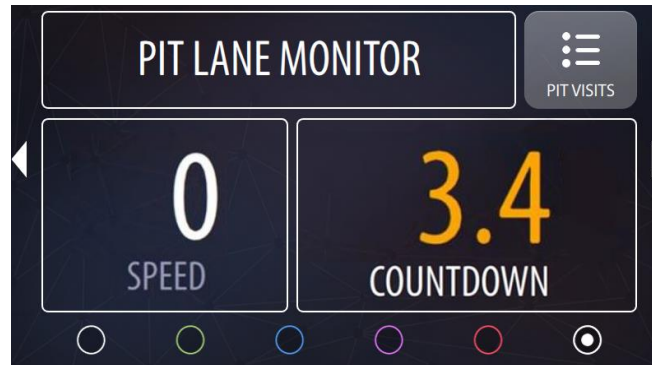 PIT LANE MONITOR
PIT VISITS
0
SPEED
3.4
COUNTDOWN